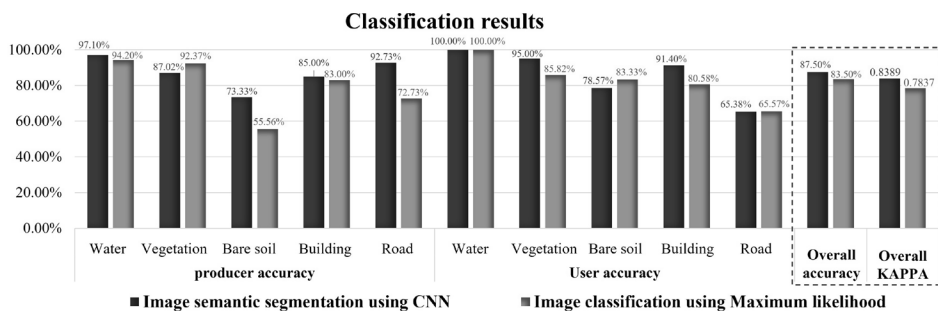 Classification results
100.00%
80.00%
60.00%
40.00%
20.00%
0.00%
97.10% 94.20% 87.02% 92.37% 73.33% 55.56% 85.00% 83.00% 92.73% 72.73% 100.00% 100.00% 95.00% 85.82% 78.57% 83.33% 91.40% 80.58% 65.38% 65.57% 87.50% 83.50% 0.8389 0.7837
Water Vegetation Bare soil Building Road Water Vegetation Bare soil Building Road Overall accuracy Overall KAPPA
producer accuracy User accuracy
Image semantic segmentation using CNN Image classification using Maximum likelihood